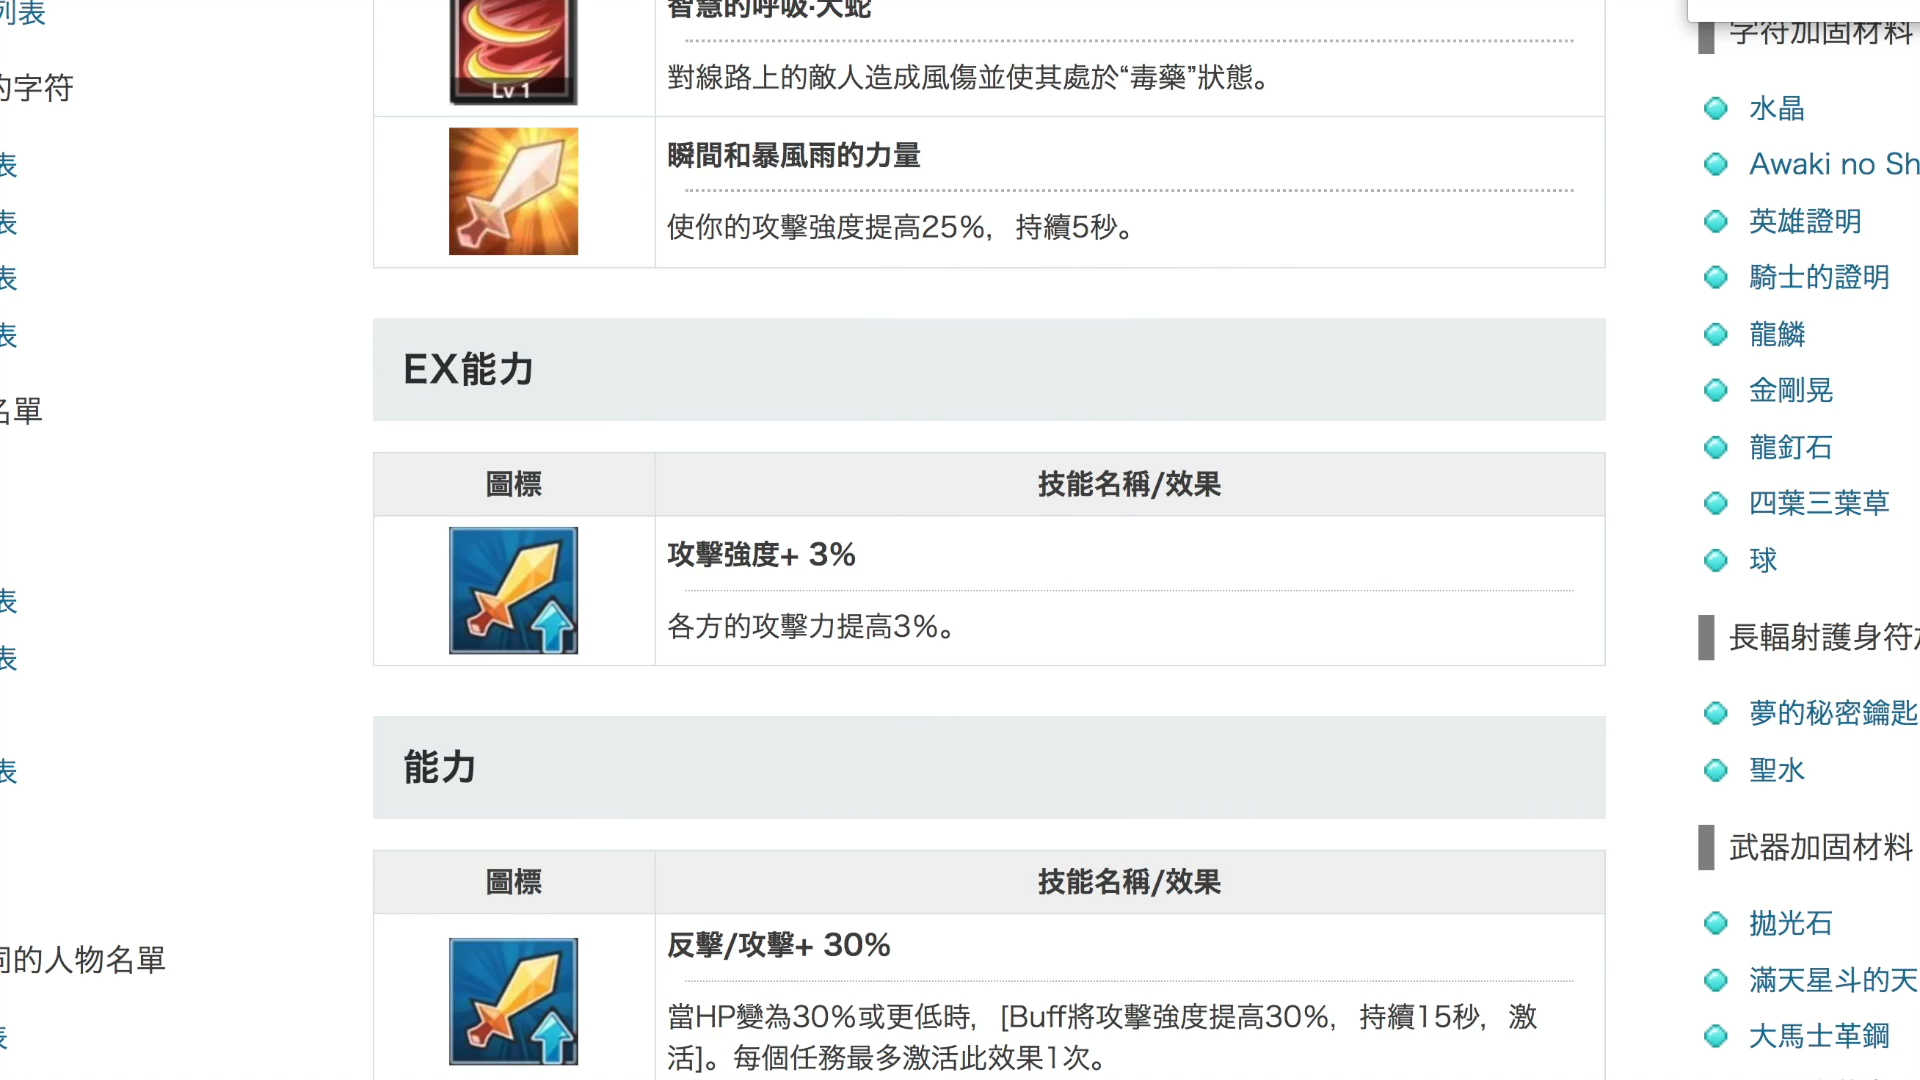 列表
的字符
表
表
表
表
名單
表
表
表
同的人物名單
表
智慧的呼吸·大蛇
Lv 1
對線路上的敵人造成風傷並使其處於“毒藥”狀態。
瞬間和暴風雨的力量
使你的攻擊強度提高25%，持續5秒。
EX能力
圖標 技能名稱/效果
攻擊強度+ 3%
各方的攻擊力提高3%。
能力
圖標 技能名稱/效果
反擊/攻擊+ 30%
當HP變為30%或更低時，[Buff將攻擊強度提高30%，持續15秒，激
活]。每個任務最多激活此效果1次。
字符加固材料
水晶
Awaki no Sh
英雄證明
騎士的證明
龍鱗
金剛晃
龍釘石
四葉三葉草
球
長輻射護身符加
夢的秘密鑰匙
聖水
武器加固材料
拋光石
滿天星斗的天
大馬士革鋼